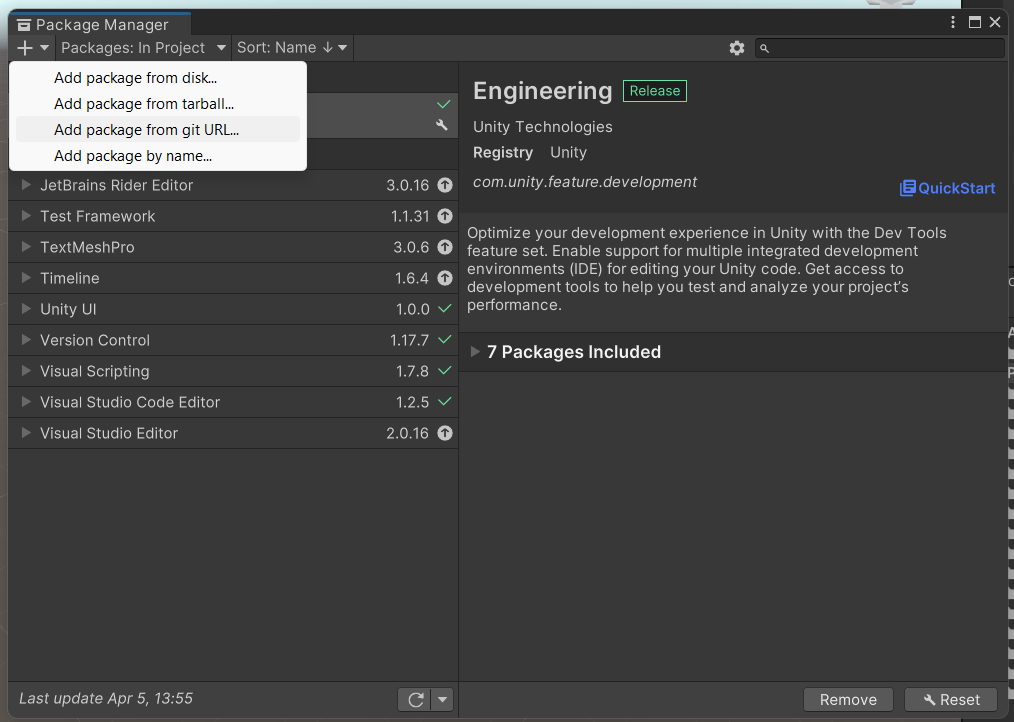 Package Manager
Packages: In Project
Sort: Name ↓
Add package from disk...
Add package from tarball...
Add package from git URL...
Add package by name...
JetBrains Rider Editor 3.0.16
Test Framework 1.1.31
TextMeshPro 3.0.6
Timeline 1.6.4
Unity UI 1.0.0
Version Control 1.17.7
Visual Scripting 1.7.8
Visual Studio Code Editor 1.2.5
Visual Studio Editor 2.0.16
Last update Apr 5, 13:55
Engineering Release
Unity Technologies
Registry Unity
com.unity.feature.development
QuickStart
Optimize your development experience in Unity with the Dev Tools
feature set. Enable support for multiple integrated development
environments (IDE) for editing your Unity code. Get access to
development tools to help you test and analyze your project's
performance.
7 Packages Included
Remove
Reset